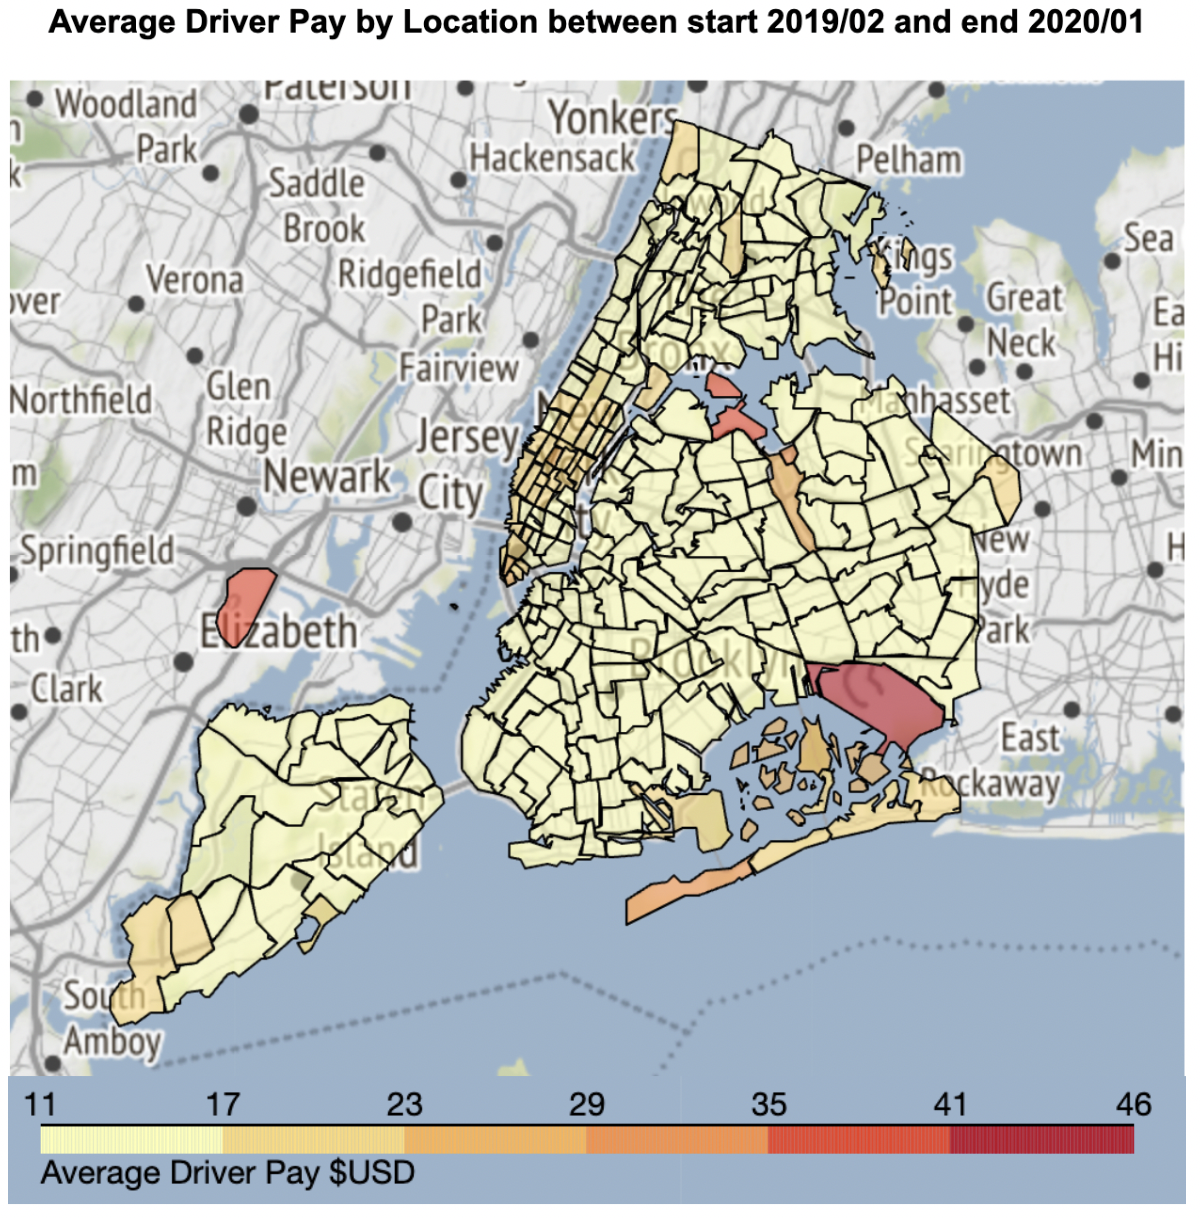 Average Driver Pay by Location between start 2019/02 and end 2020/01
Paterson
Woodland
Park
Yonkers
Hackensack
Pelham
Saddle
Brook
Sea
Verona
Ridgefield
Park
Kings
Point
Great
Neck
Fairview
Bronx
Glen
Ridge
Northfield
Manhasset
Jersey
City
Searingtown
Newark
Springfield
New
Hyde
Park
Elizabeth
Brooklyn
Clark
East
Rockaway
Staten
Island
South
Amboy
11 17 23 29 35 41 46
Average Driver Pay $USD